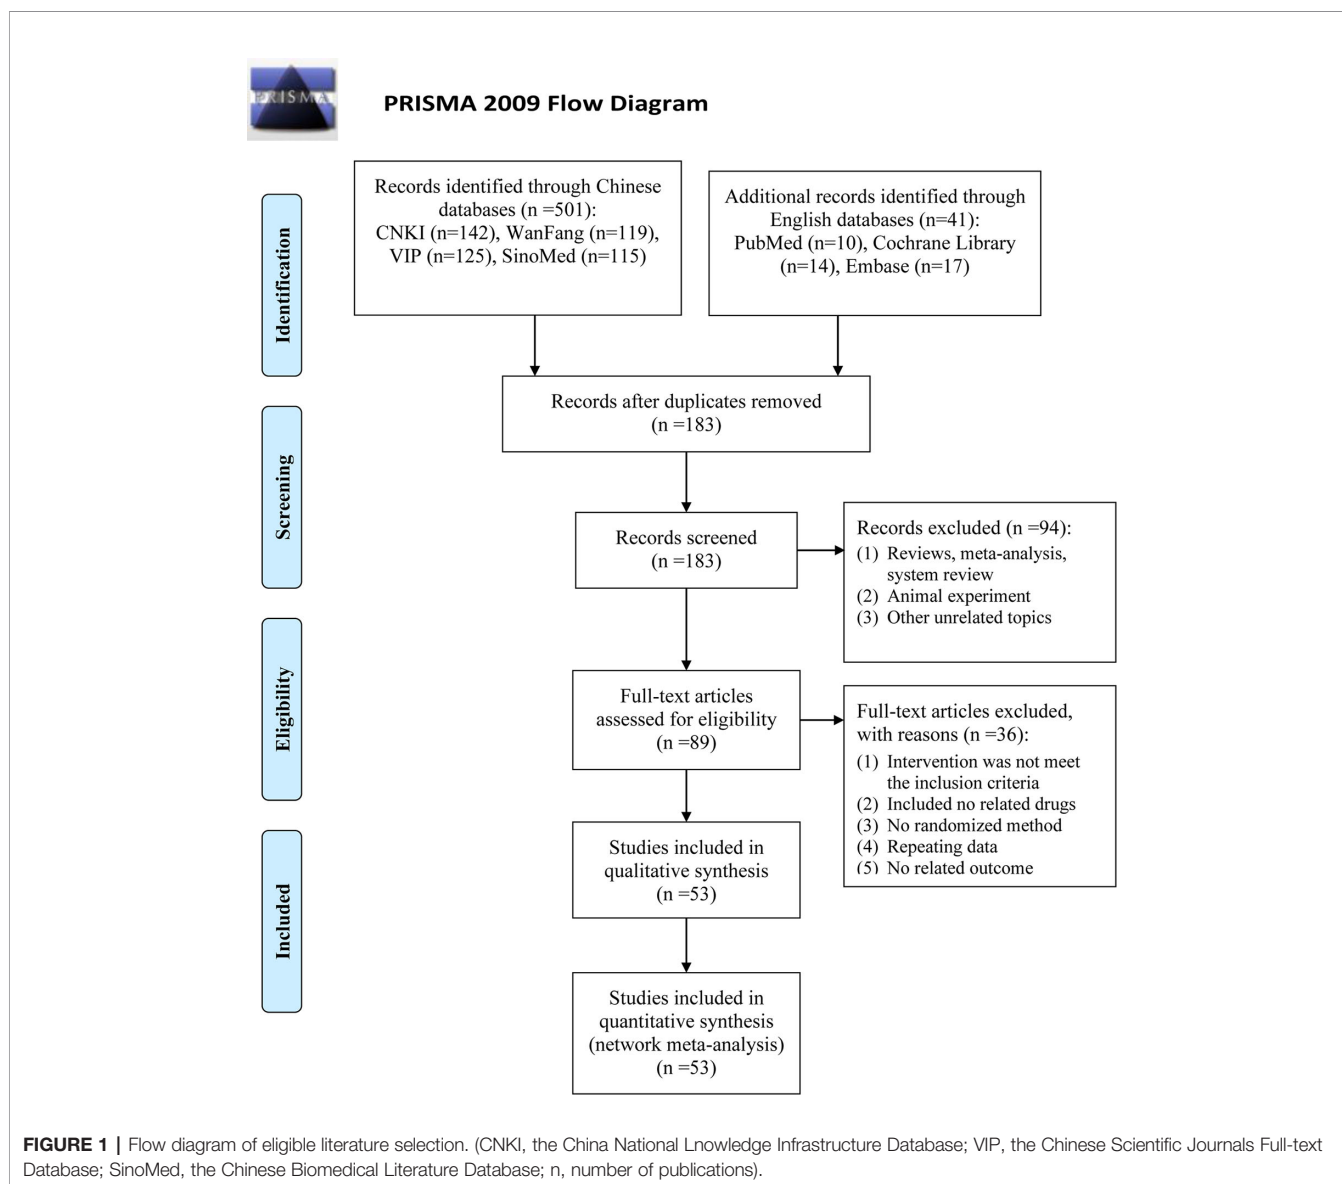 PRISMA
PRISMA 2009 Flow Diagram
Identification
Records identified through Chinese
databases (n =501):
CNKI (n=142), WanFang (n=119),
VIP (n=125), SinoMed (n=115)
Additional records identified through
English databases (n=41):
PubMed (n=10), Cochrane Library
(n=14), Embase (n=17)
Records after duplicates removed
(n =183)
Screening
Records screened
(n =183)
Records excluded (n =94):
(1) Reviews, meta-analysis,
system review
(2) Animal experiment
(3) Other unrelated topics
Eligibility
Full-text articles
assessed for eligibility
(n =89)
Full-text articles excluded,
with reasons (n =36):
(1) Intervention was not meet
the inclusion criteria
(2) Included no related drugs
(3) No randomized method
(4) Repeating data
(5) No related outcome
Included
Studies included in
qualitative synthesis
(n =53)
Studies included in
quantitative synthesis
(network meta-analysis)
(n =53)
FIGURE 1 | Flow diagram of eligible literature selection. (CNKI, the China National Lnowledge Infrastructure Database; VIP, the Chinese Scientific Journals Full-text
Database; SinoMed, the Chinese Biomedical Literature Database; n, number of publications).